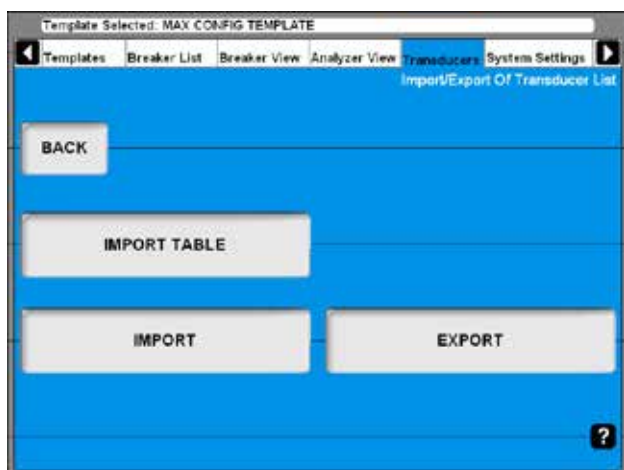 Template Selected: MAX CONFIG TEMPLATE
Templates Breaker List Breaker View Analyzer View Transducers System Settings
Import/Export Of Transducer List
BACK
IMPORT TABLE
IMPORT EXPORT
?